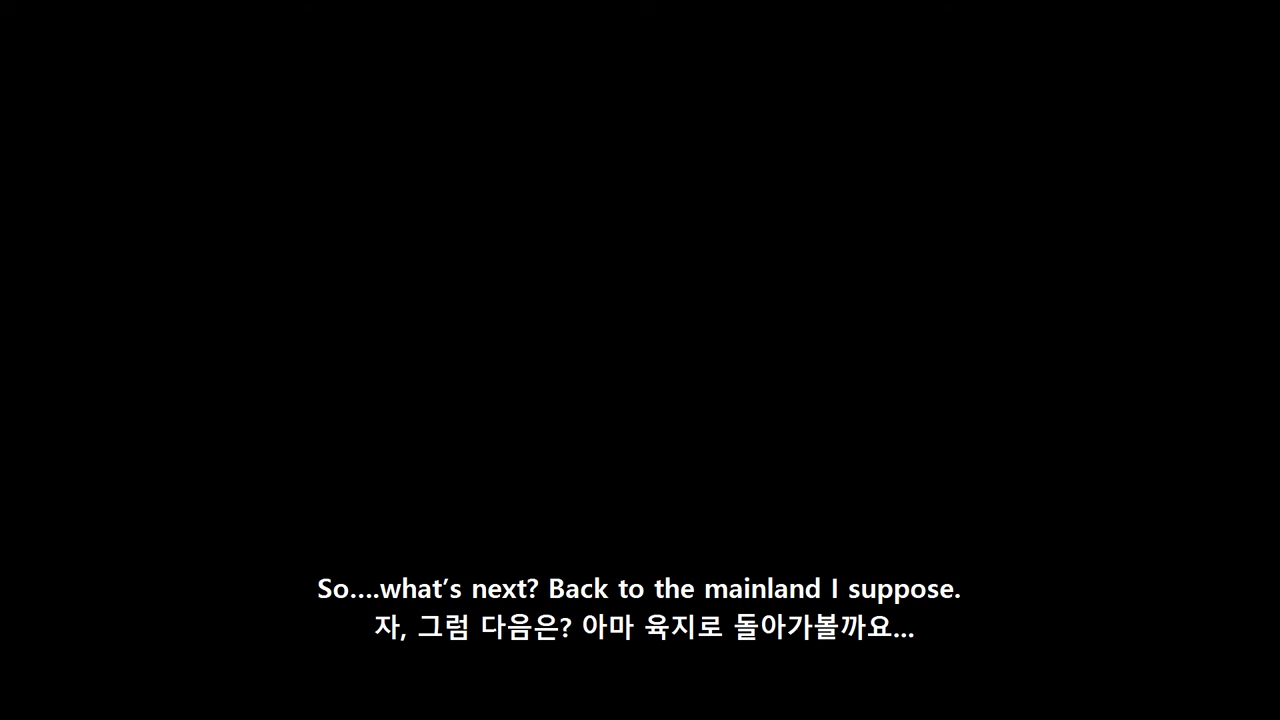 So....what's next? Back to the mainland I suppose.
자, 그럼 다음은? 아마 육지로 돌아가볼까요...